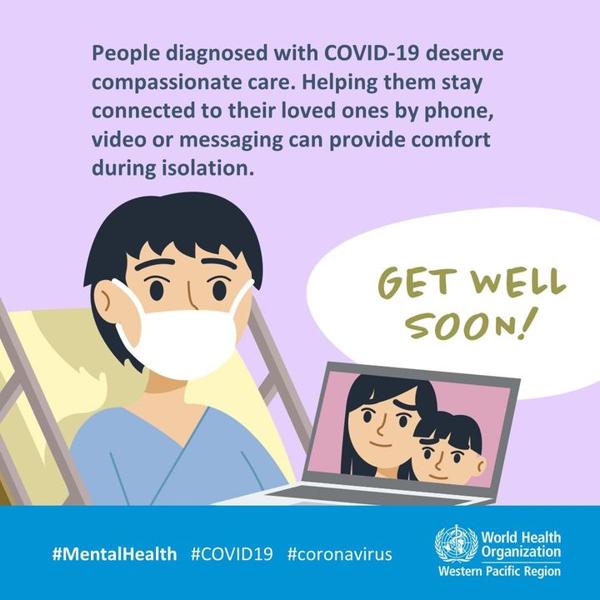 People diagnosed with COVID-19 deserve
compassionate care. Helping them stay
connected to their loved ones by phone,
video or messaging can provide comfort
during isolation.
GET WELL
SOON!
#MentalHealth #COVID19 #coronavirus
World Health
Organization
Western Pacific Region